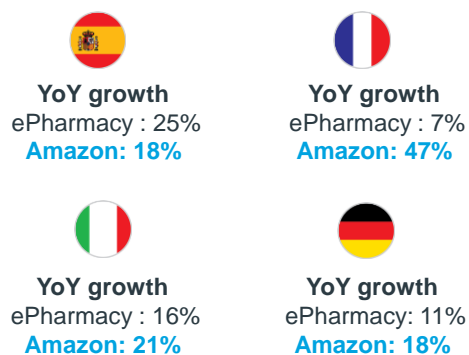 YoY growth
ePharmacy : 25%
Amazon: 18%
YoY growth
ePharmacy : 7%
Amazon: 47%
YoY growth
ePharmacy : 16%
Amazon: 21%
YoY growth
ePharmacy: 11%
Amazon: 18%